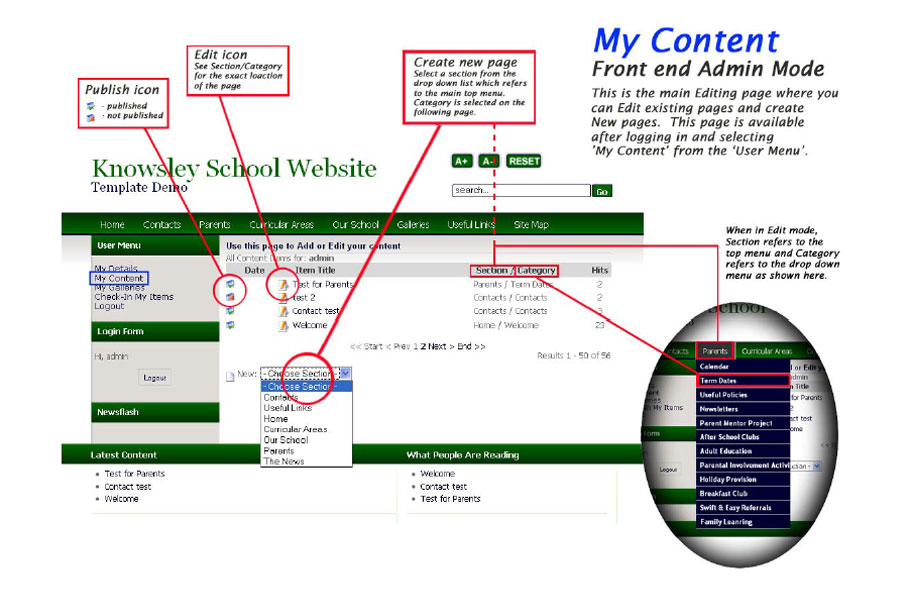 My Content
Front end Admin Mode
This is the main Editing page where you
can Edit existing pages and create
New pages. This page is available
after logging in and selecting
'My Content' from the 'User Menu'.
Edit icon
See Section/Category
for the exact loaction
of the page
Create new page
Select a section from the
drop down list which refers
to the main top menu.
Category is selected on the
following page.
Publish icon
- published
- not published
Knowsley School Website
Template Demo
A+ A- RESET
search... Go
Home Contacts Parents Curricular Areas Our School Galleries Useful Links Site Map
User Menu
My Details
My Content
My Galleries
Check-In My Items
Logout
Login Form
Hi, admin
Logout
Newsflash
Use this page to Add or Edit your content
All Content Items for: admin
Date Item Title Section / Category Hits
Test for Parents Parents / Term Dates 2
test 2 Contacts / Contacts 2
Contact test Contacts / Contacts 3
Welcome Home / Welcome 23
<< Start < Prev 1 2 Next > End >>
Results 1 - 50 of 56
New: - Choose Section -
- Choose Section -
Contacts
Useful Links
Home
Curricular Areas
Our School
Parents
The News
Latest Content
Test for Parents
Contact test
Welcome
What People Are Reading
Welcome
Contact test
Test for Parents
When in Edit mode,
Section refers to the
top menu and Category
refers to the drop down
menu as shown here.
School
Parents Curricular Areas
Calendar
Term Dates
Useful Policies
Newsletters
Parent Mentor Project
After School Clubs
Adult Education
Parental Involvement Activi
Holiday Provision
Breakfast Club
Swift & Easy Referrals
Family Leanring
In My Items
Logout